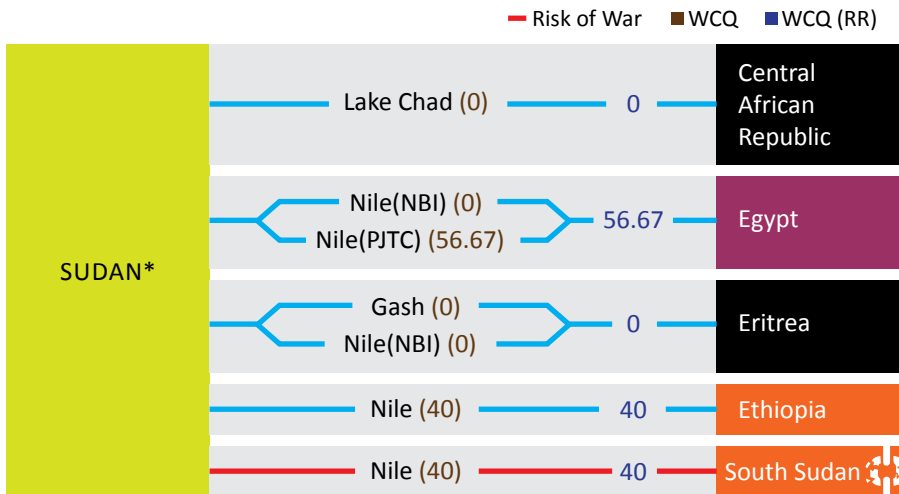 Risk of War WCQ WCQ (RR)
SUDAN*
Lake Chad (0) 0 Central
African
Republic
Nile(NBI) (0)
Nile(PJTC) (56.67) 56.67 Egypt
Gash (0)
Nile(NBI) (0) 0 Eritrea
Nile (40) 40 Ethiopia
Nile (40) 40 South Sudan